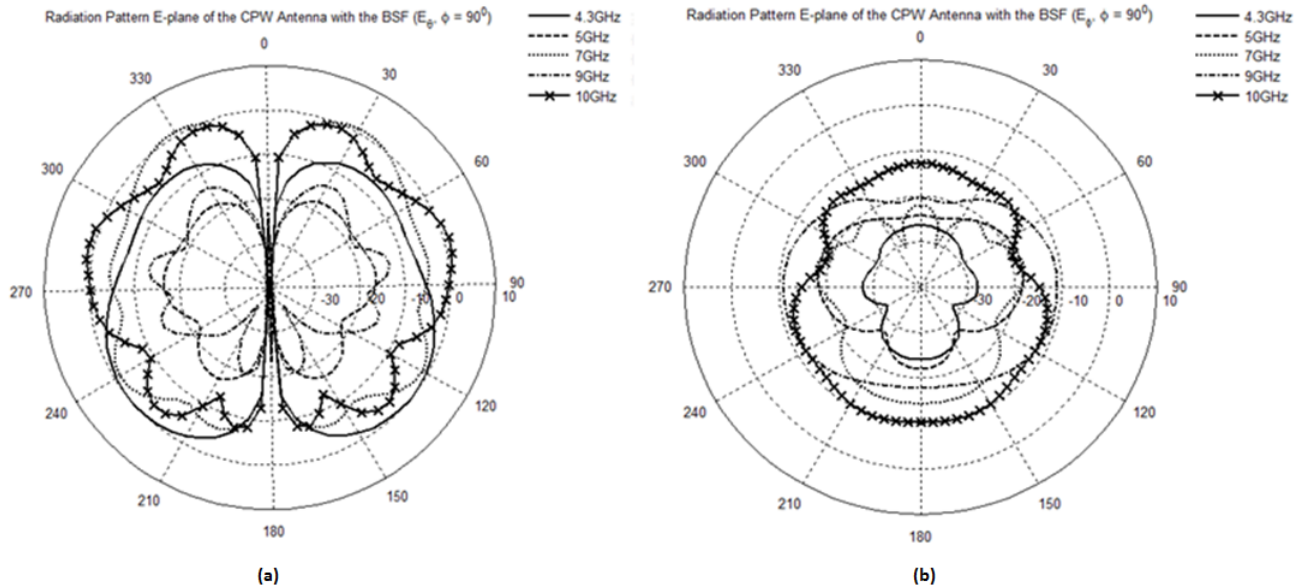 Radiation Pattern E-plane of the CPW Antenna with the BSF (Eϕ, ϕ = 90⁰)
4.3GHz
5GHz
7GHz
9GHz
10GHz
0
330
30
300
60
270
-30
-20
-10
0
10
90
240
120
210
150
180
(a)
Radiation Pattern E-plane of the CPW Antenna with the BSF (Eϕ, ϕ = 90⁰)
4.3GHz
5GHz
7GHz
9GHz
10GHz
0
330
30
300
60
270
-30
-20
-10
0
10
90
240
120
210
150
180
(b)